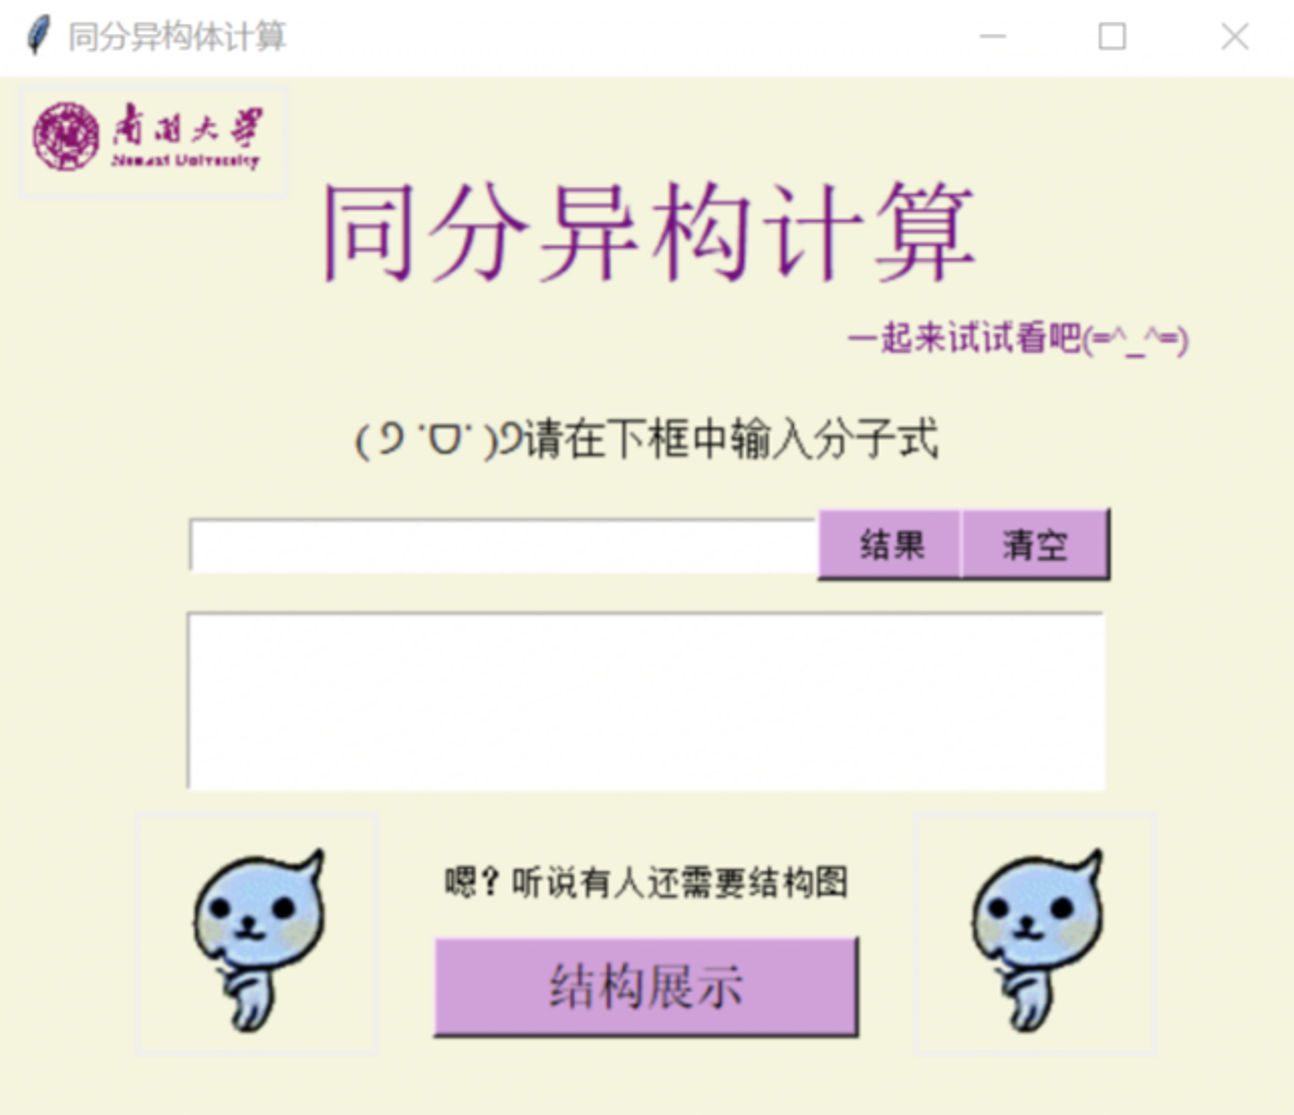 同分异构体计算
南開大學
Nankai University
同分异构计算
一起来试试看吧(=^_^=)
( ੭ ˙ᗜ˙ )੭请在下框中输入分子式
结果 清空
嗯？听说有人还需要结构图
结构展示